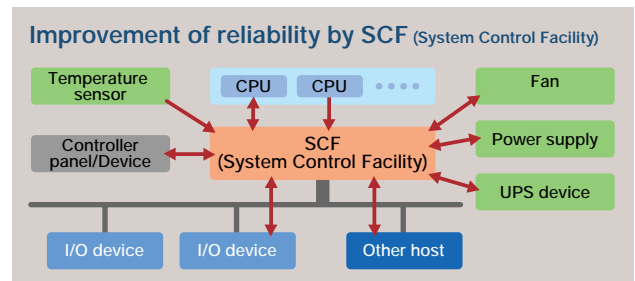 Improvement of reliability by SCF (System Control Facility)
Temperature
sensor
CPU
CPU
Fan
Controller
panel/Device
SCF
(System Control Facility)
Power supply
UPS device
I/O device
I/O device
Other host